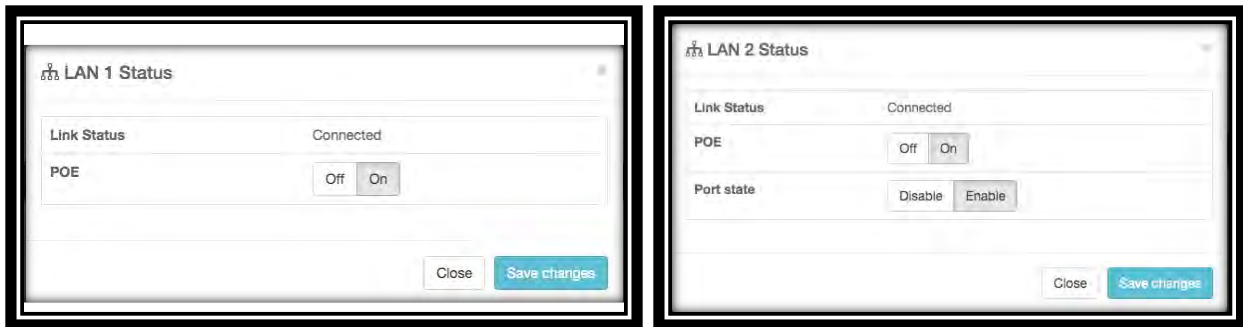 LAN 1 Status
Link Status Connected
POE Off On
Close Save changes
LAN 2 Status
Link Status Connected
POE Off On
Port state Disable Enable
Close Save changes